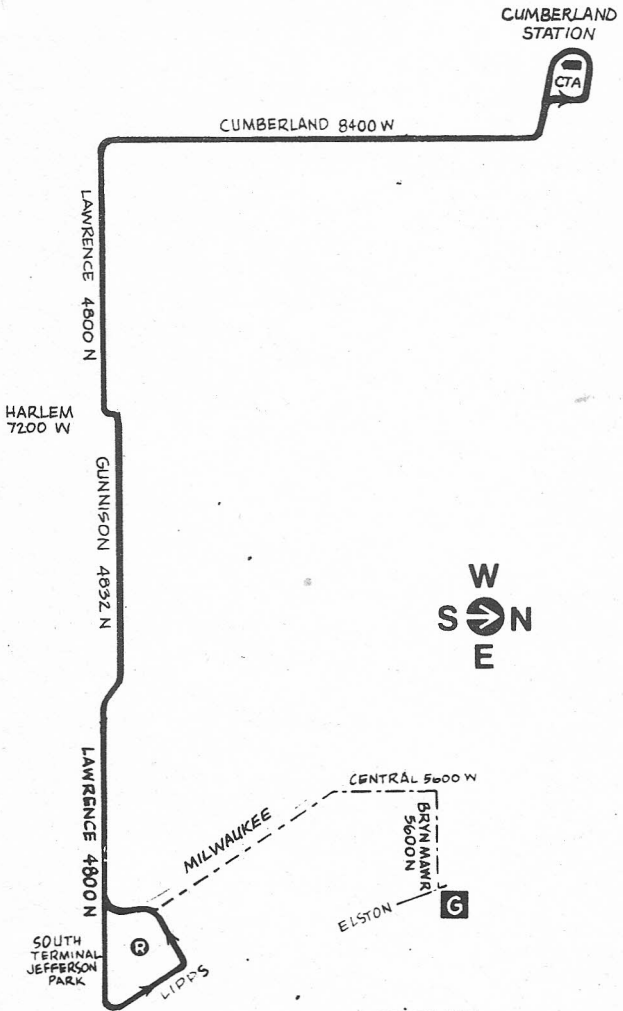 CUMBERLAND
STATION
CTA
CUMBERLAND 8400 W
LAWRENCE 4800 N
HARLEM
7200 W
GUNNISON 4832 N
W
S N
E
LAWRENCE 4800 N
MILWAUKEE
CENTRAL 5600 W
BRYN MAWR
5600 N
ELSTON
G
SOUTH
TERMINAL
JEFFERSON
PARK
R
LIPPS